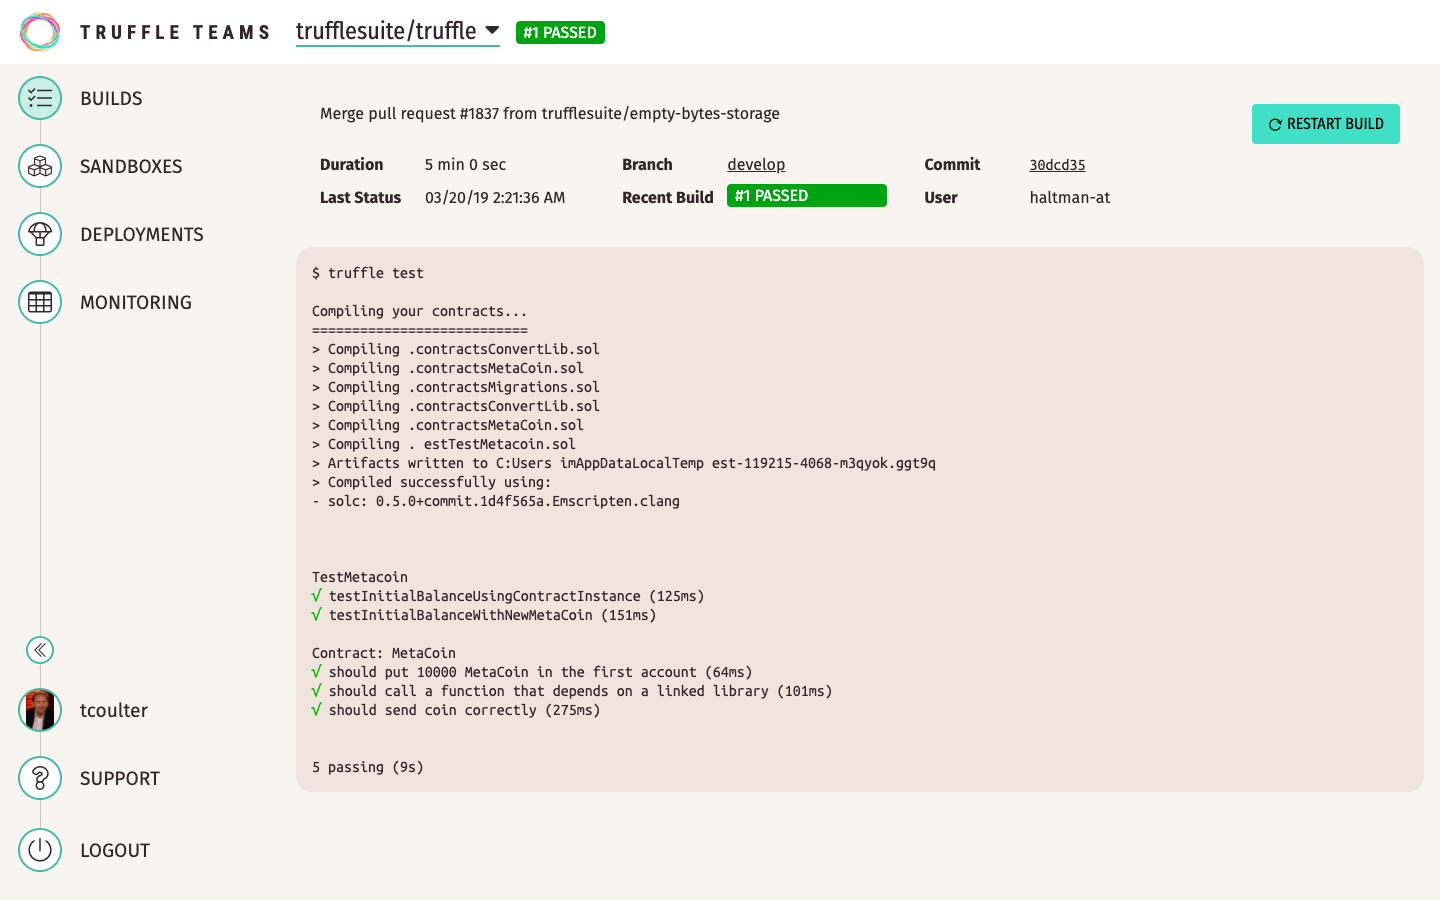 TRUFFLE TEAMS
trufflesuite/truffle
#1 PASSED
BUILDS
SANDBOXES
DEPLOYMENTS
MONITORING
tcoulter
SUPPORT
LOGOUT
Merge pull request #1837 from trufflesuite/empty-bytes-storage
RESTART BUILD
Duration 5 min 0 sec Branch develop Commit 30dcd35
Last Status 03/20/19 2:21:36 AM Recent Build #1 PASSED User haltman-at
$ truffle test
Compiling your contracts...
===========================
> Compiling .contractsConvertLib.sol
> Compiling .contractsMetaCoin.sol
> Compiling .contractsMigrations.sol
> Compiling .contractsConvertLib.sol
> Compiling .contractsMetaCoin.sol
> Compiling . estTestMetacoin.sol
> Artifacts written to C:Users imAppDataLocalTemp est-119215-4068-m3qyok.ggt9q
> Compiled successfully using:
- solc: 0.5.0+commit.1d4f565a.Emscripten.clang
TestMetacoin
√ testInitialBalanceUsingContractInstance (125ms)
√ testInitialBalanceWithNewMetaCoin (151ms)
Contract: MetaCoin
√ should put 10000 MetaCoin in the first account (64ms)
√ should call a function that depends on a linked library (101ms)
√ should send coin correctly (275ms)
5 passing (9s)